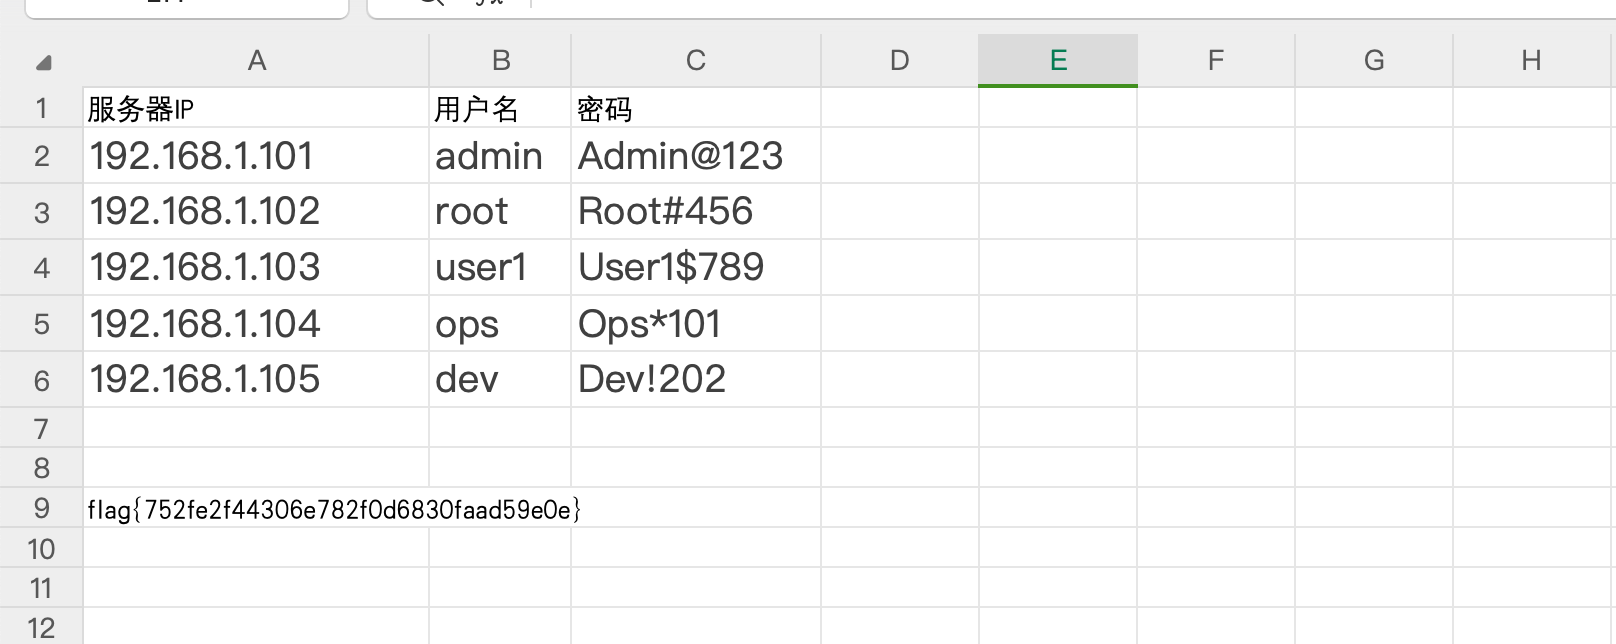 A B C D E F G H
1 服务器IP 用户名 密码
2 192.168.1.101 admin Admin@123
3 192.168.1.102 root Root#456
4 192.168.1.103 user1 User1$789
5 192.168.1.104 ops Ops*101
6 192.168.1.105 dev Dev!202
7
8
9 flag{752fe2f44306e782f0d6830faad59e0e}
10
11
12